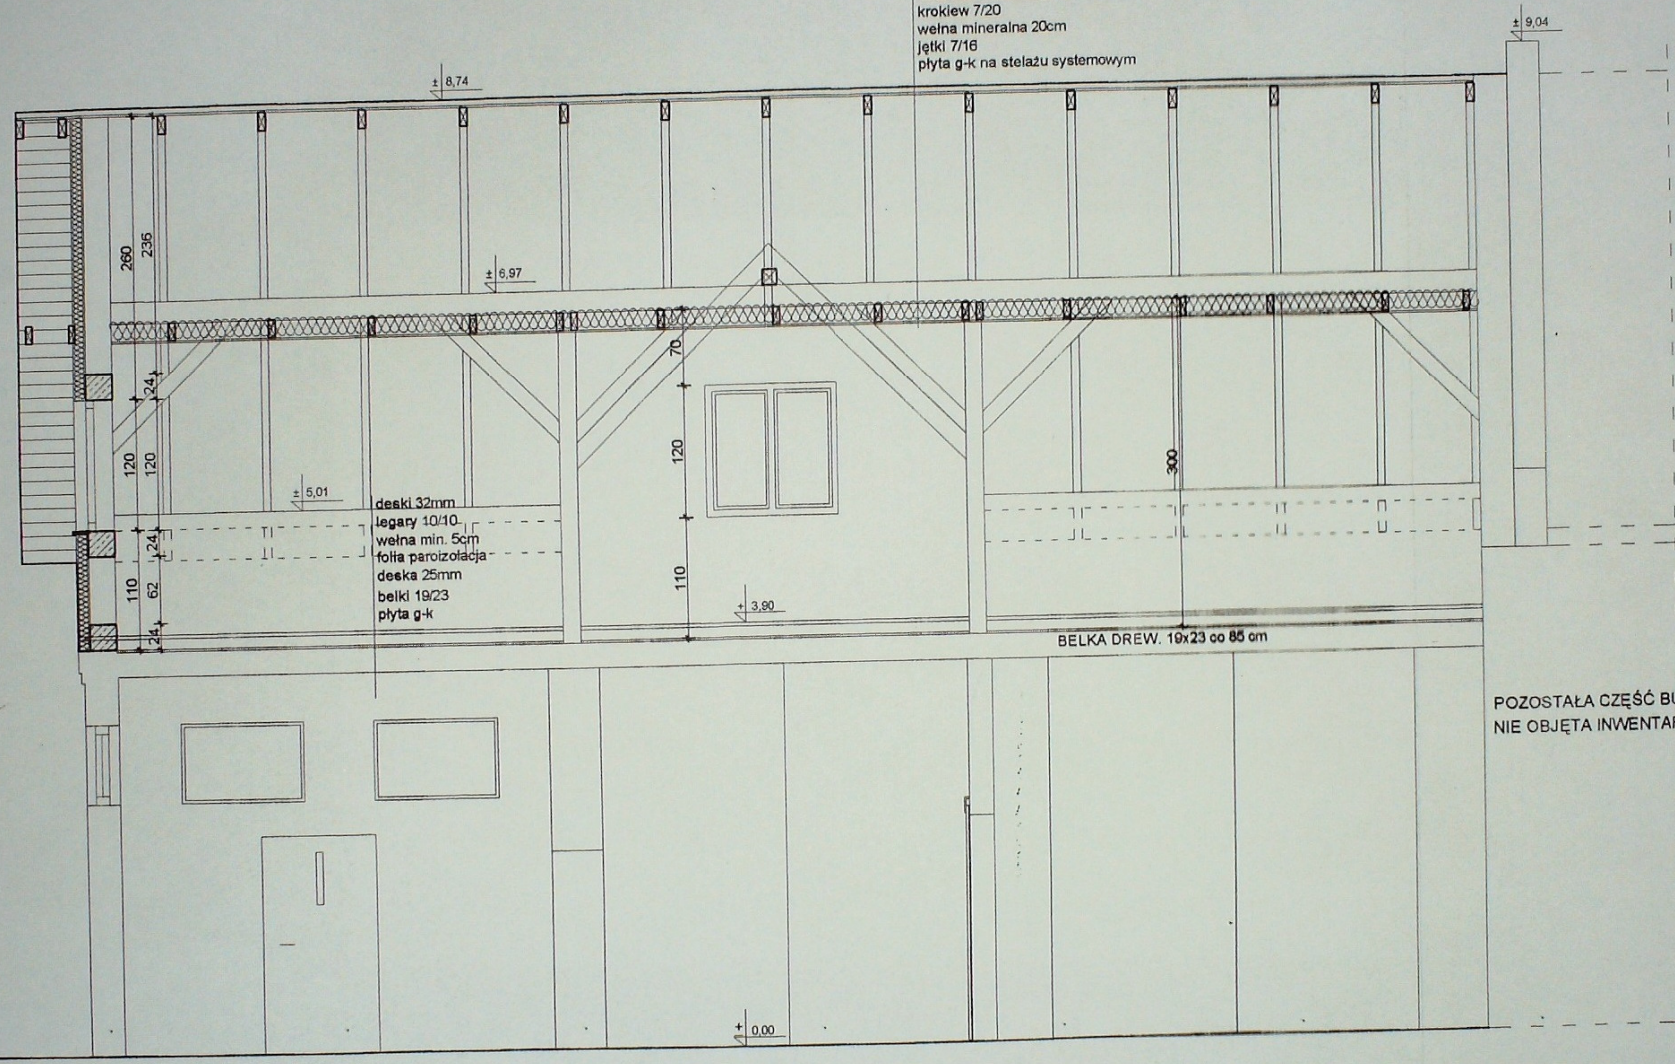 krokiew 7/20
wełna mineralna 20cm
jętki 7/16
płyta g-k na stelażu systemowym
± 9,04
± 8,74
260
236
± 6,97
70
24
120
120
120
300
± 5,01
deski 32mm
legary 10/10
wełna min. 5cm
folia paroizolacja
deska 25mm
belki 19/23
płyta g-k
24
110
62
24
110
+ 3,90
BELKA DREW. 19x23 co 85 cm
POZOSTAŁA CZĘŚĆ BU
NIE OBJĘTA INWENTAR
+ 0,00